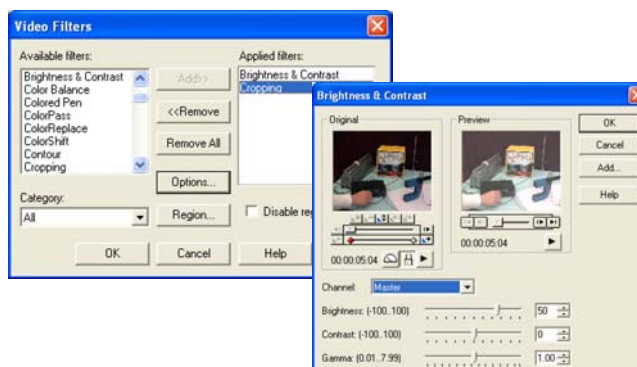 Video Filters
Available filters:
Applied filters:
Brightness & Contrast
Color Balance
Colored Pen
ColorPass
ColorReplace
ColorShift
Contour
Cropping
Add>>
<<Remove
Remove All
Options...
Region...
Brightness & Contrast
Cropping
Category:
All
Disable
OK
Cancel
Help
Brightness & Contrast
Original
Preview
OK
Cancel
Add...
Help
00:00:05:04
00:00:05:04
Channel: Master
Brightness: (-100..100) 50
Contrast: (-100..100) 0
Gamma: (0.01..7.99) 1.00